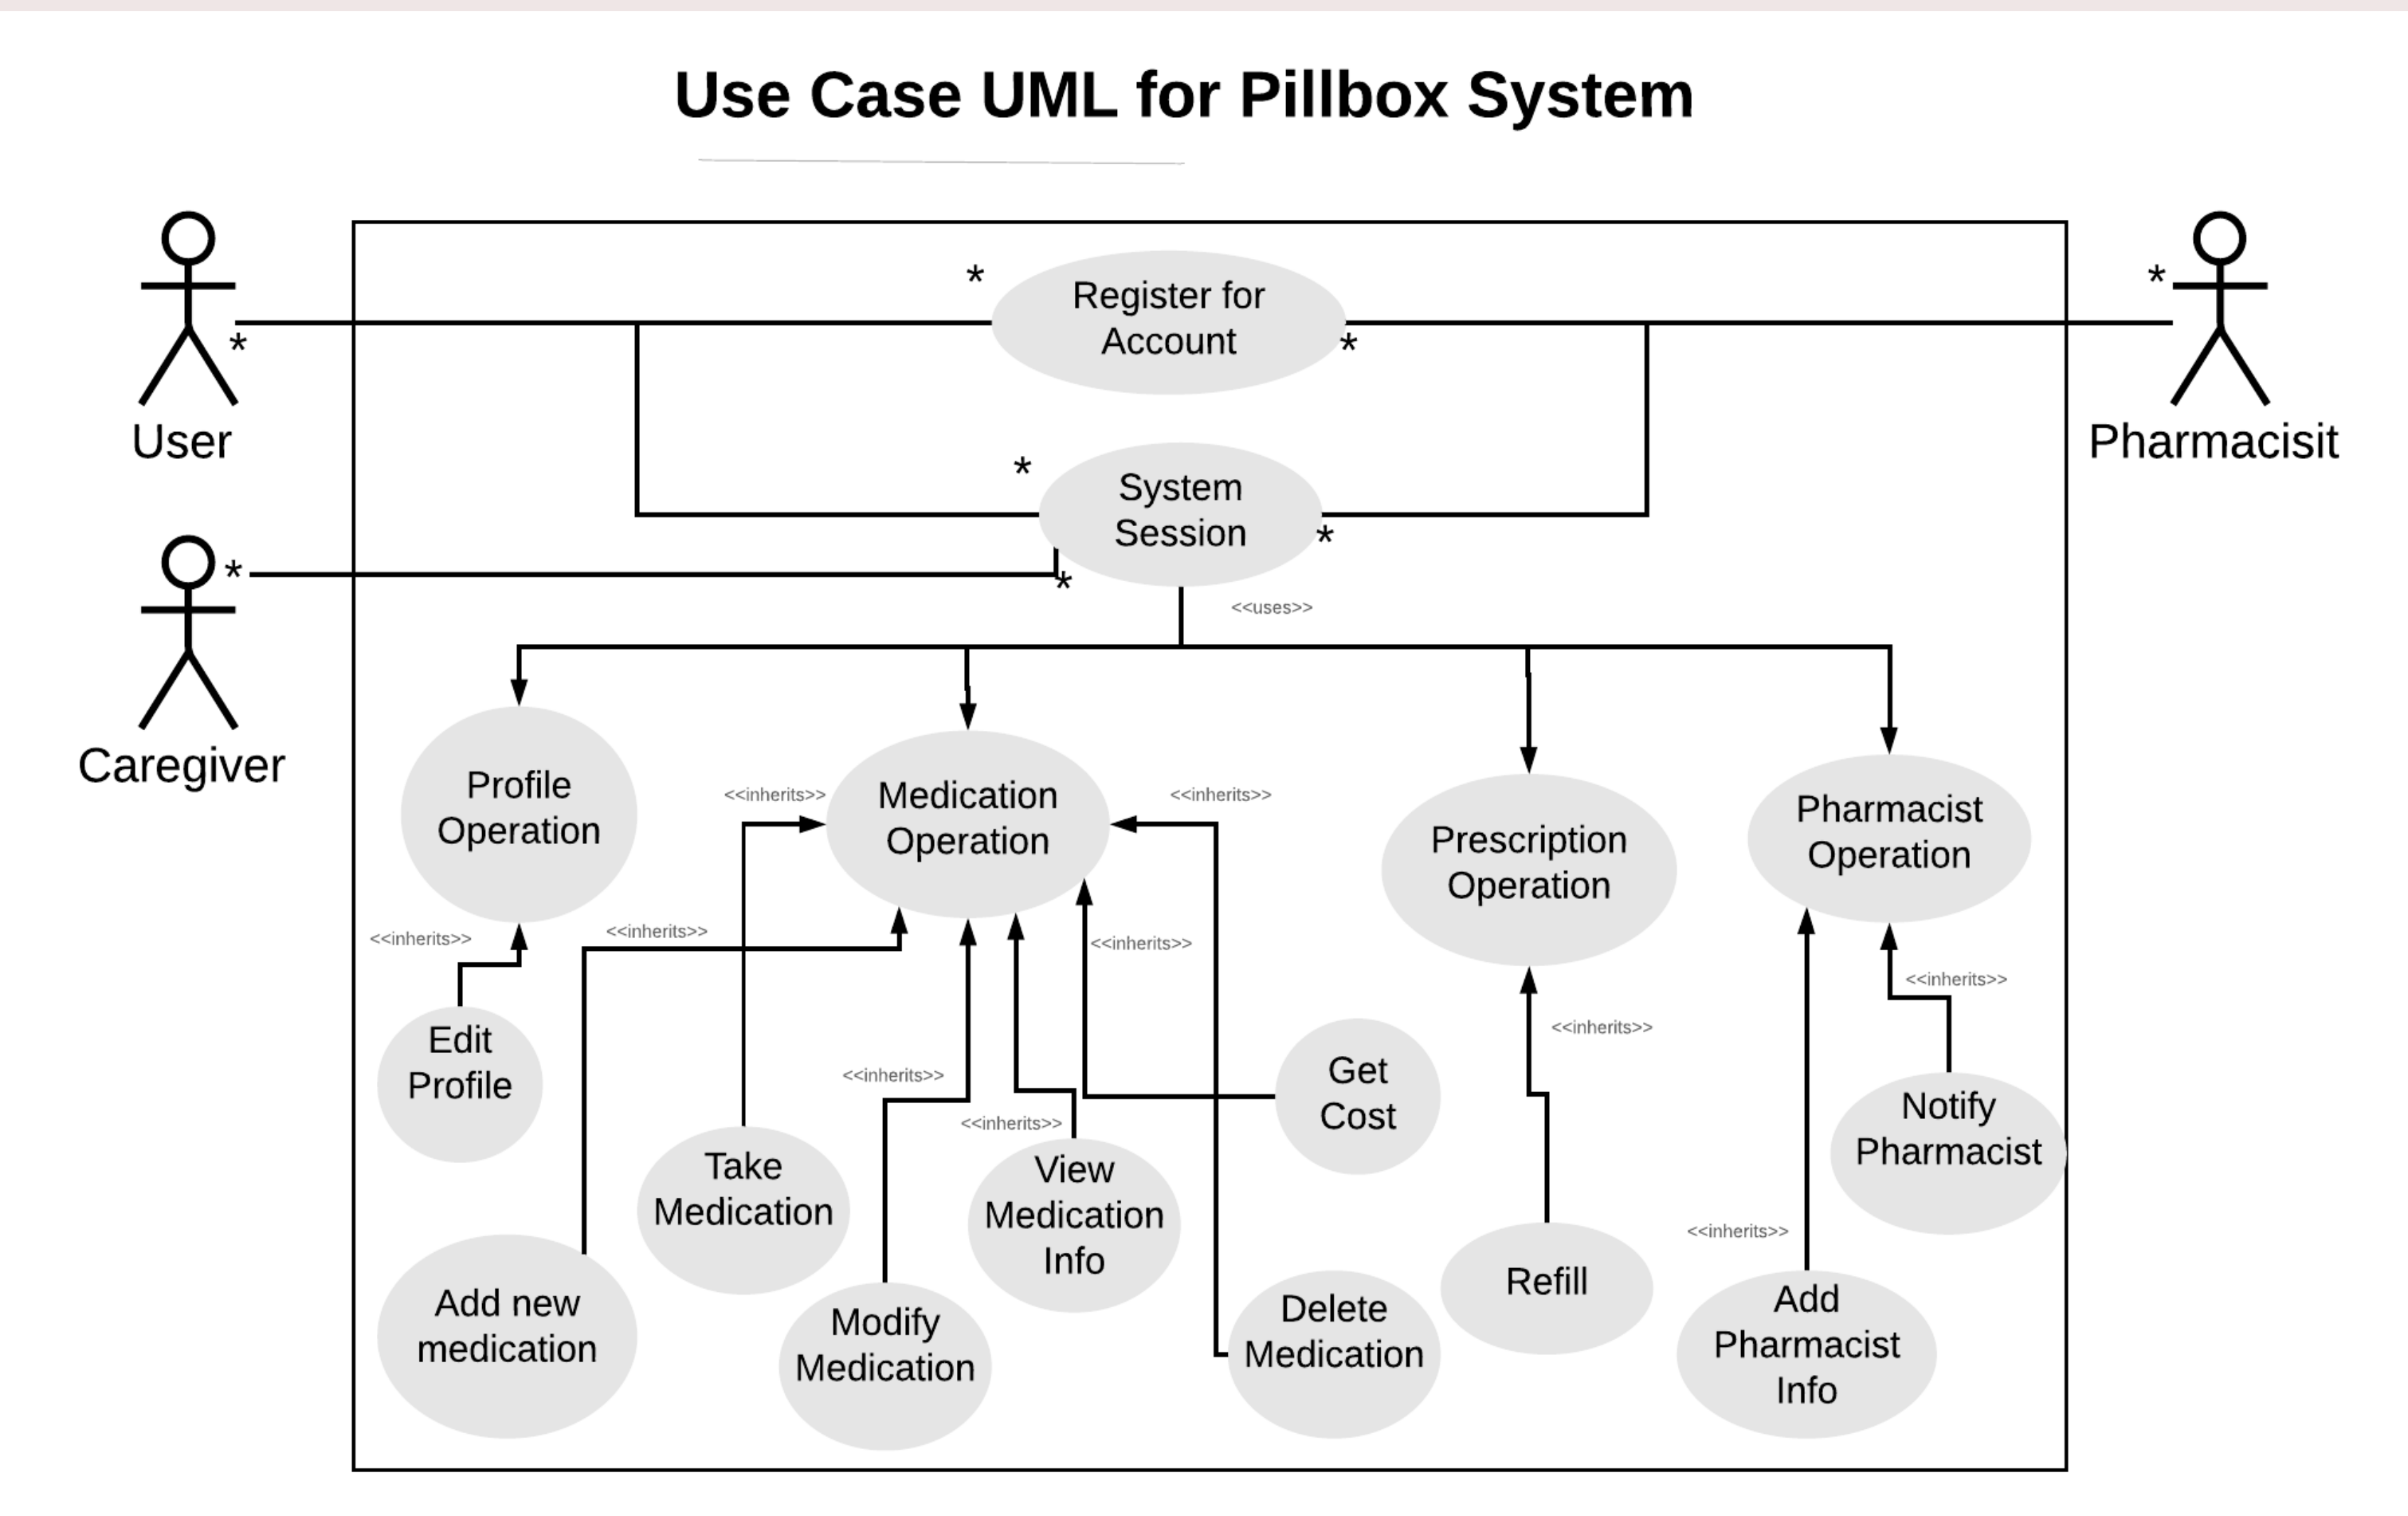 Use Case UML for Pillbox System
*
*
Register for
Account
*
*
User
Pharmacisit
*
System
Session
*
*
*
<<uses>>
Caregiver
Profile
Operation
<<inherits>>
Medication
Operation
<<inherits>>
Prescription
Operation
Pharmacist
Operation
<<inherits>>
<<inherits>>
<<inherits>>
<<inherits>>
<<inherits>>
Edit
Profile
<<inherits>>
<<inherits>>
Get
Cost
Notify
Pharmacist
Take
Medication
View
Medication
Info
<<inherits>>
Add new
medication
Modify
Medication
Delete
Medication
Refill
Add
Pharmacist
Info